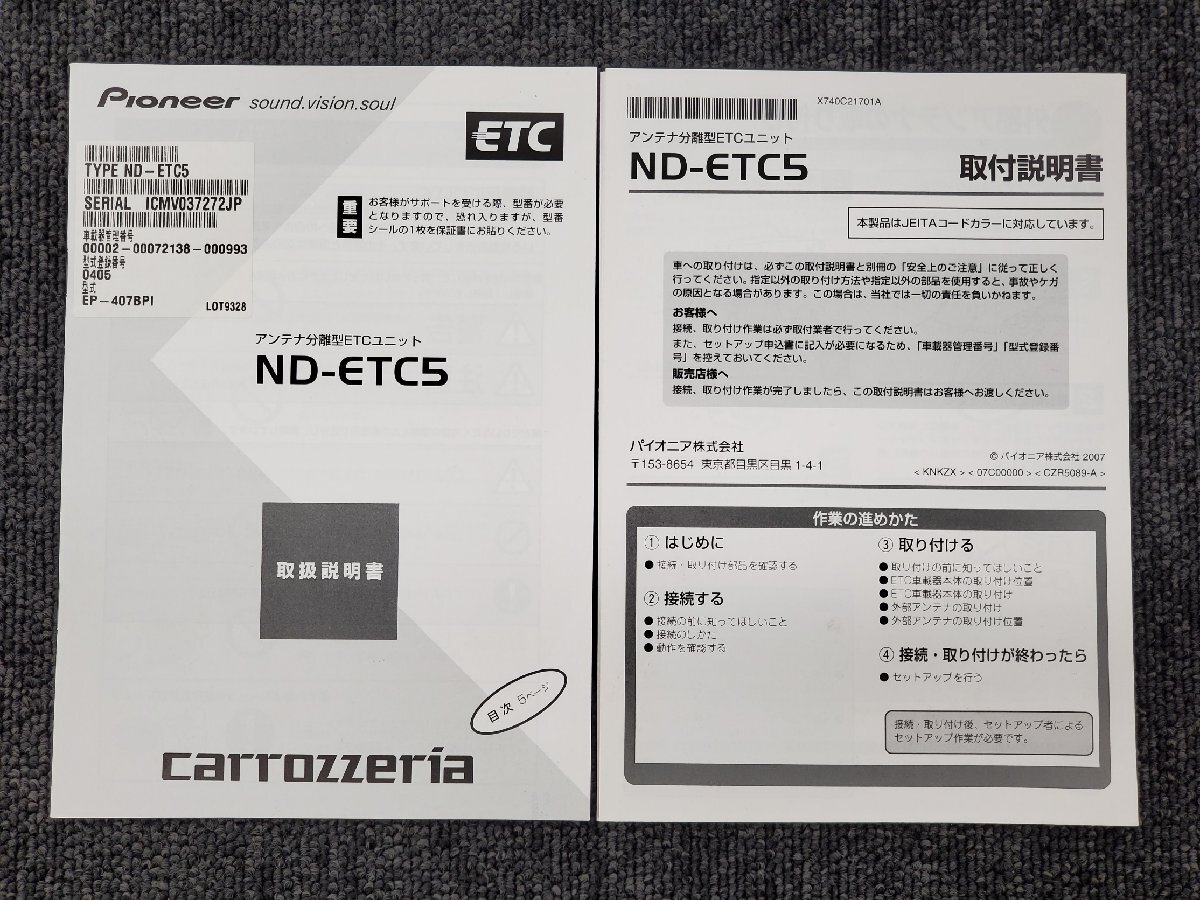 Pioneer sound.vision.soul
ETC
TYPE ND-ETC5
SERIAL ICMV037272JP
車載器管理番号
00002-00072138-000993
型式登録番号
0405
型式
EP-407BPI
LOT9328
重要
お客様がサポートを受ける際、型番が必要
となりますので、恐れ入りますが、型番
シールの1枚を保証書にお貼りください。
アンテナ分離型ETCユニット
ND-ETC5
取扱説明書
目次 5ページ
carrozzeria
X740C21701A
アンテナ分離型ETCユニット
ND-ETC5 取付説明書
本製品はJEITAコードカラーに対応しています。
車への取り付けは、必ずこの取付説明書と別冊の「安全上のご注意」に従って正しく
行ってください。指定以外の取り付け方法や指定以外の部品を使用すると、事故やケガ
の原因となる場合があります。この場合は、当社では一切の責任を負いかねます。
お客様へ
接続、取り付け作業は必ず取付業者で行ってください。
また、セットアップ申込書に記入が必要になるため、「車載器管理番号」「型式登録番
号」を控えておいてください。
販売店様へ
接続、取り付け作業が完了しましたら、この取付説明書はお客様へお渡しください。
パイオニア株式会社
〒153-8654 東京都目黒区目黒 1-4-1
© パイオニア株式会社 2007
< KNKZX > < 07C00000 > < CZR5089-A >
作業の進めかた
① はじめに
● 接続・取り付け部品を確認する
② 接続する
● 接続の前に知ってほしいこと
● 接続のしかた
● 動作を確認する
③ 取り付ける
● 取り付けの前に知ってほしいこと
● ETC車載器本体の取り付け位置
● ETC車載器本体の取り付け
● 外部アンテナの取り付け
● 外部アンテナの取り付け位置
④ 接続・取り付けが終わったら
● セットアップを行う
接続・取り付け後、セットアップ者による
セットアップ作業が必要です。